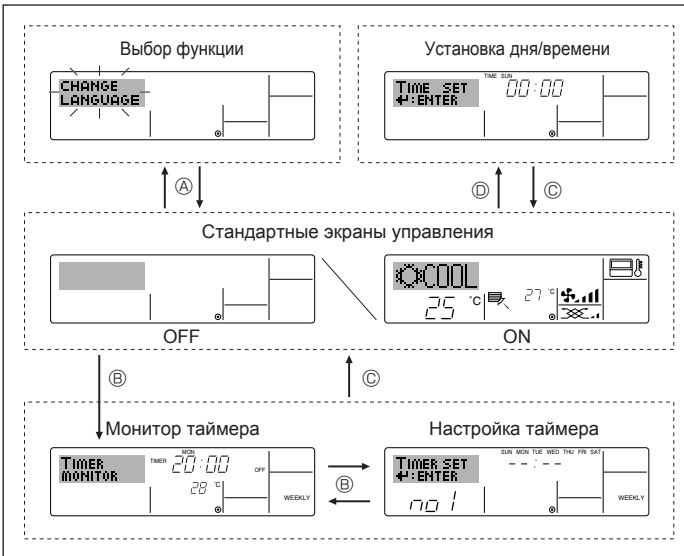 Выбор функции
CHANGE
LANGUAGE
Установка дня/времени
TIME SUN
TIME SET 00:00
↵:ENTER
Ⓐ
Ⓓ
Ⓒ
Стандартные экраны управления
COOL
25 °C 27 °C
OFF
ON
Ⓑ
Ⓒ
Монитор таймера
MON
TIMER
MONITOR
TIMER 20:00 OFF
28 °C
WEEKLY
Ⓑ
Настройка таймера
SUN MON TUE WED THU FRI SAT
TIMER SET --:--
↵:ENTER
no 1
WEEKLY